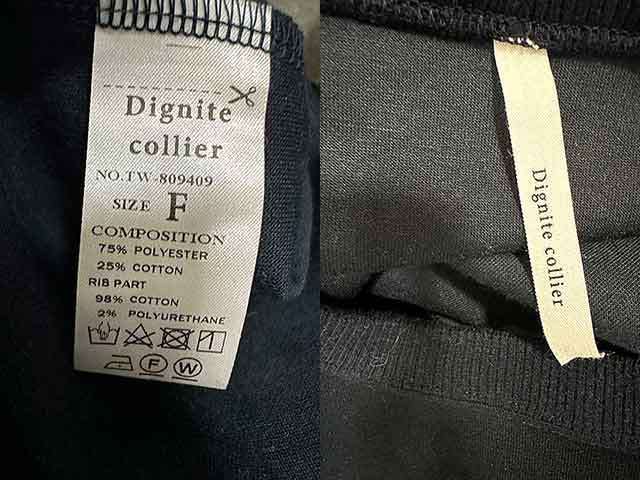 Dignite
collier
NO.TW-809409
SIZE F
COMPOSITION
75% POLYESTER
25% COTTON
RIB PART
98% COTTON
2% POLYURETHANE
F W
Dignite collier